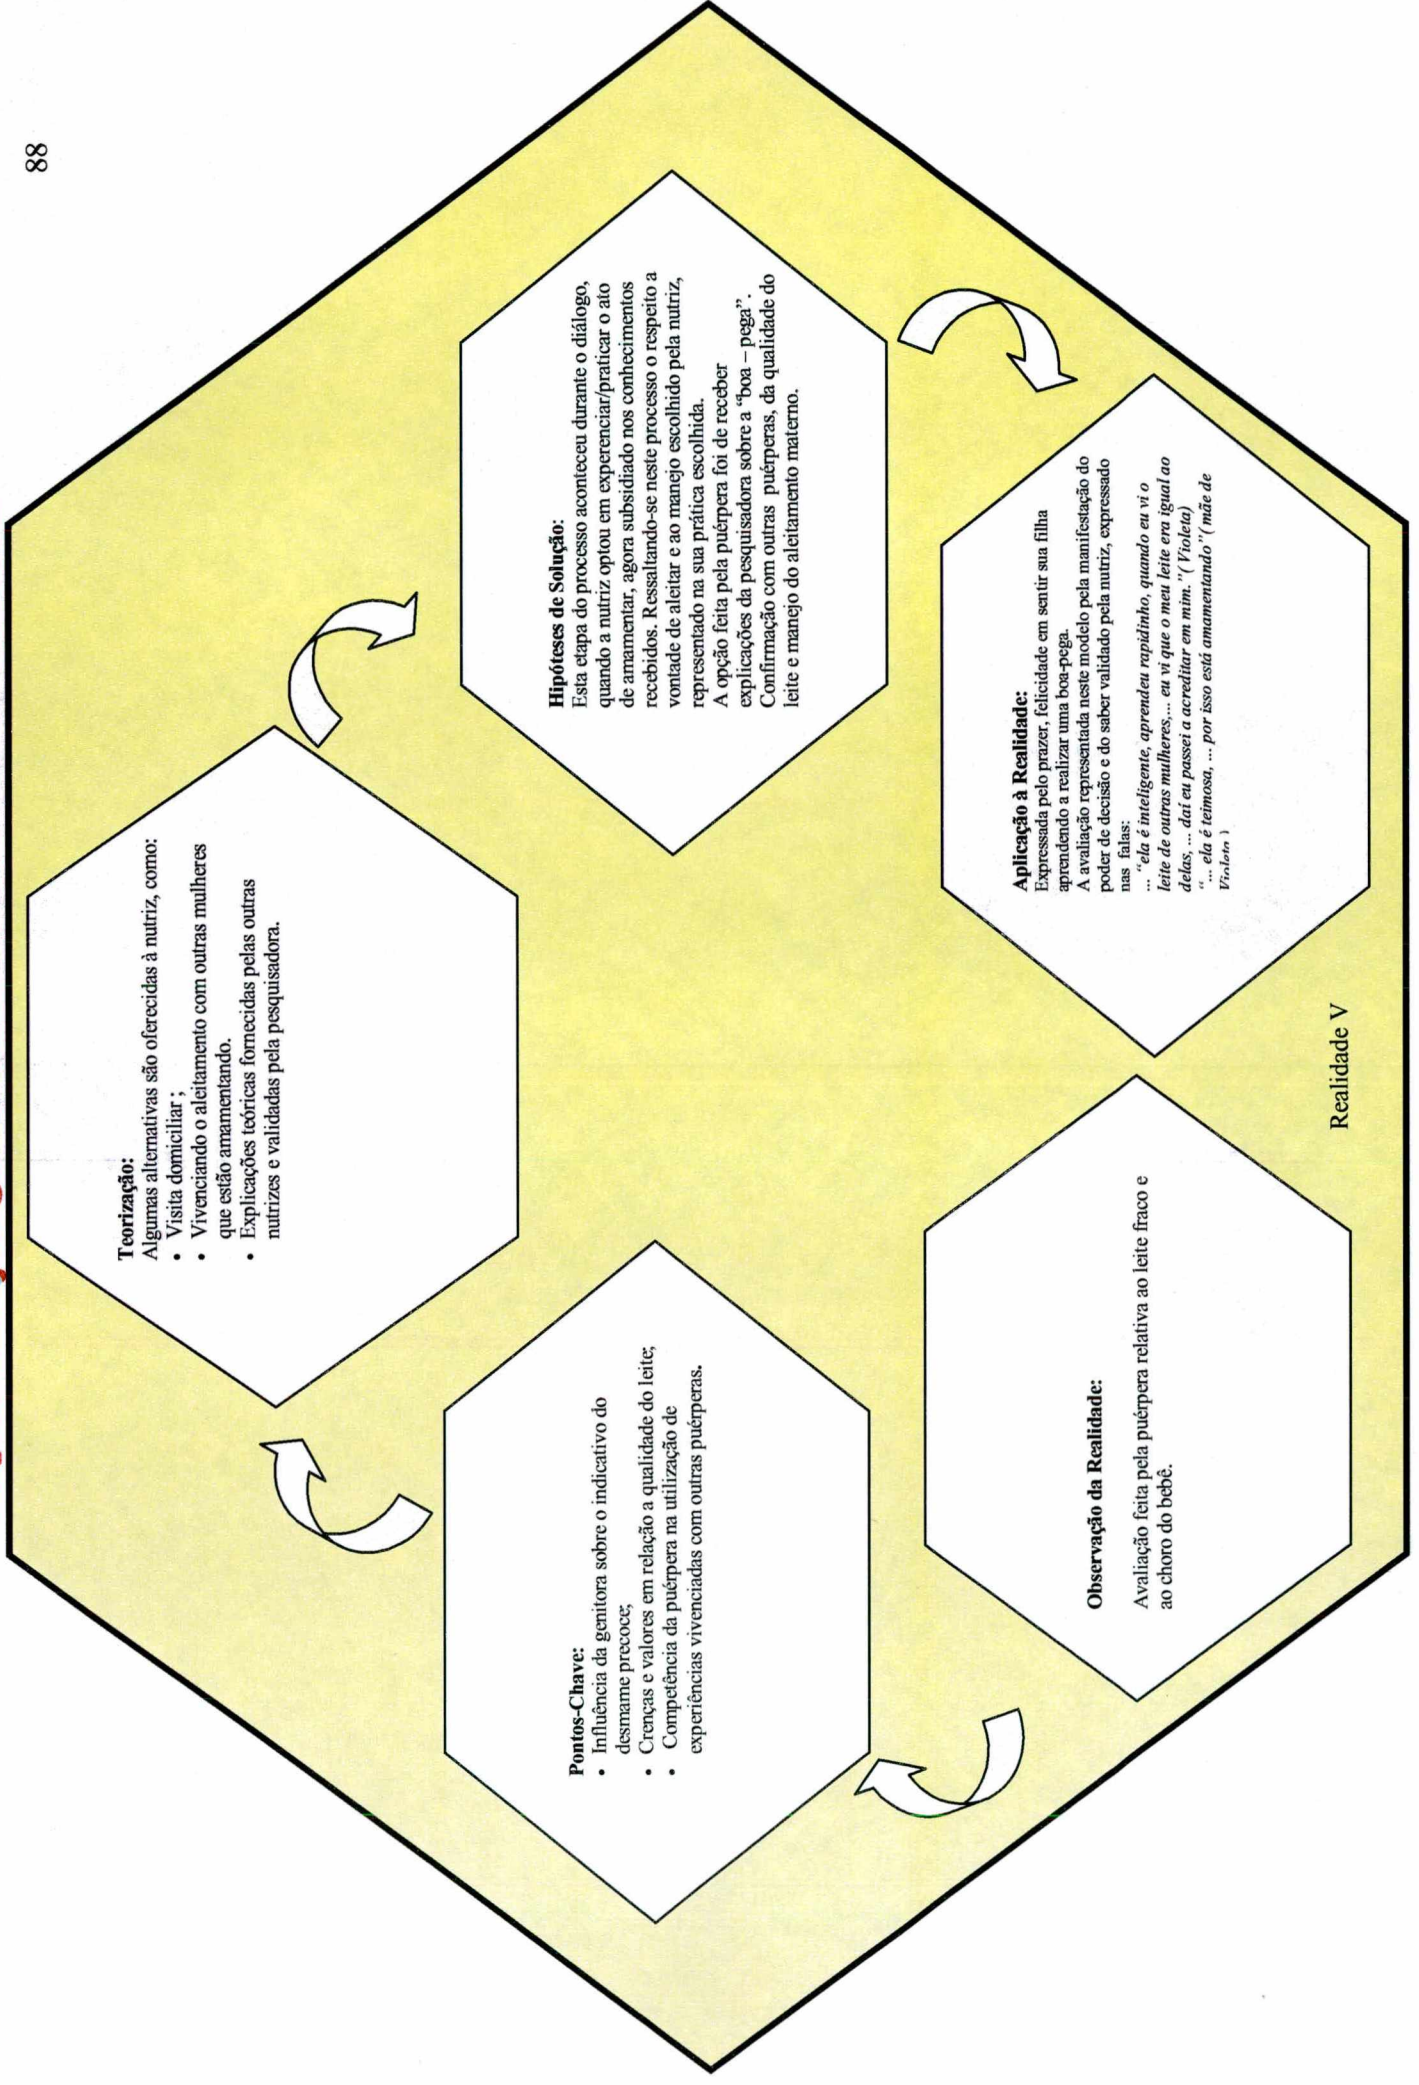 88
Teorização:
Algumas alternativas são oferecidas à nutriz, como:
• Visita domiciliar ;
• Vivenciando o aleitamento com outras mulheres
que estão amamentando.
• Explicações teóricas fornecidas pelas outras
nutrizes e validadas pela pesquisadora.
Pontos-Chave:
• Influência da genitora sobre o indicativo do
desmame precoce;
• Crenças e valores em relação a qualidade do leite;
• Competência da puérpera na utilização de
experiências vivenciadas com outras puérperas.
Hipóteses de Solução:
Esta etapa do processo aconteceu durante o diálogo,
quando a nutriz optou em experenciar/praticar o ato
de amamentar, agora subsidiado nos conhecimentos
recebidos. Ressaltando-se neste processo o respeito a
vontade de aleitar e ao manejo escolhido pela nutriz,
representado na sua prática escolhida.
A opção feita pela puérpera foi de receber
explicações da pesquisadora sobre a “boa – pega”.
Confirmação com outras puérperas, da qualidade do
leite e manejo do aleitamento materno.
Observação da Realidade:
Avaliação feita pela puérpera relativa ao leite fraco e
ao choro do bebê.
Aplicação à Realidade:
Expressada pelo prazer, felicidade em sentir sua filha
aprendendo a realizar uma boa-pega.
A avaliação representada neste modelo pela manifestação do
poder de decisão e do saber validado pela nutriz, expressado
nas falas:
... “ela é inteligente, aprendeu rapidinho, quando eu vi o
leite de outras mulheres,... eu vi que o meu leite era igual ao
delas, ... daí eu passei a acreditar em mim. ”( Violeta)
“ ... ela é teimosa, ... por isso está amamentando”( mãe de
Violeta )
Realidade V